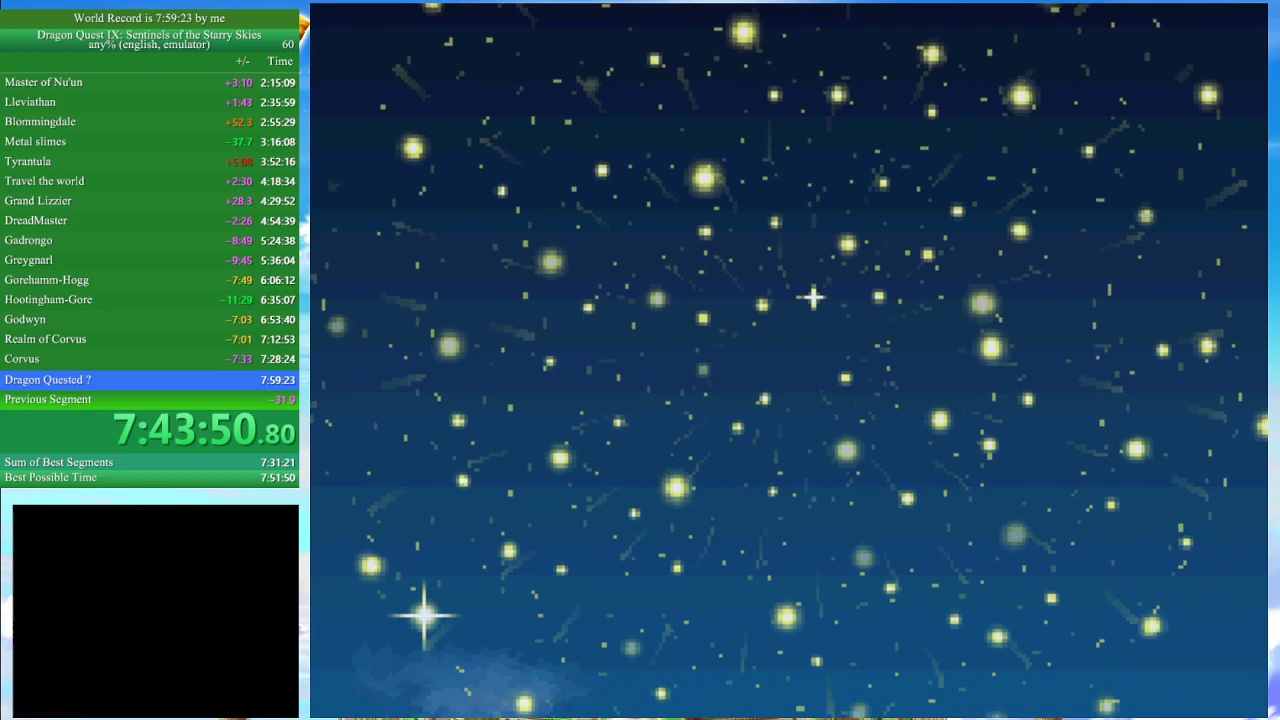 World Record is 7:59:23 by me
Dragon Quest IX: Sentinels of the Starry Skies
any% (english, emulator) 60
+/- Time
Master of Nu'un +3:10 2:15:09
Lleviathan +1:43 2:35:59
Blommingdale +52.3 2:55:29
Metal slimes −37.7 3:16:08
Tyrantula +5:08 3:52:16
Travel the world +2:30 4:18:34
Grand Lizzier +28.3 4:29:52
DreadMaster −2:26 4:54:39
Gadrongo −8:49 5:24:38
Greygnarl −9:45 5:36:04
Gorehamm-Hogg −7:49 6:06:12
Hootingham-Gore −11:29 6:35:07
Godwyn −7:03 6:53:40
Realm of Corvus −7:01 7:12:53
Corvus −7:33 7:28:24
Dragon Quested ? 7:59:23
Previous Segment −31.9
7:43:50.80
Sum of Best Segments 7:31:21
Best Possible Time 7:51:50